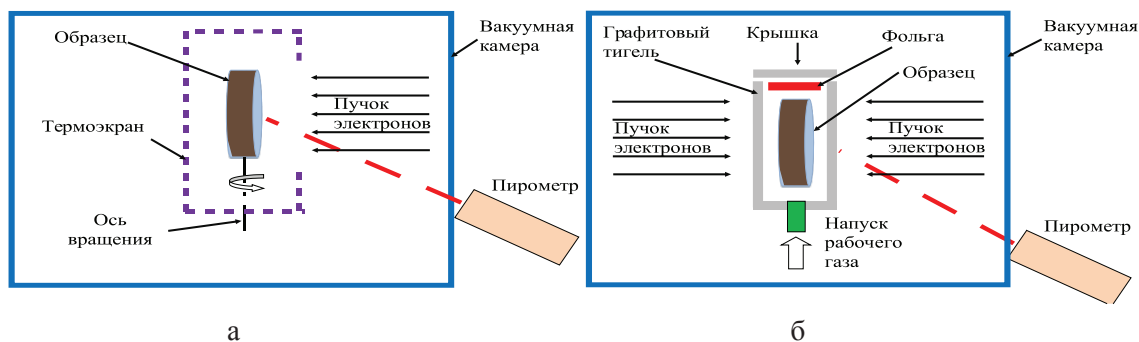 Образец
Вакуумная
камера
Пучок
электронов
Термоэкран
Пирометр
Ось
вращения
а
Графитовый
тигель
Крышка
Фольга
Вакуумная
камера
Образец
Пучок
электронов
Пучок
электронов
Пирометр
Напуск
рабочего
газа
б